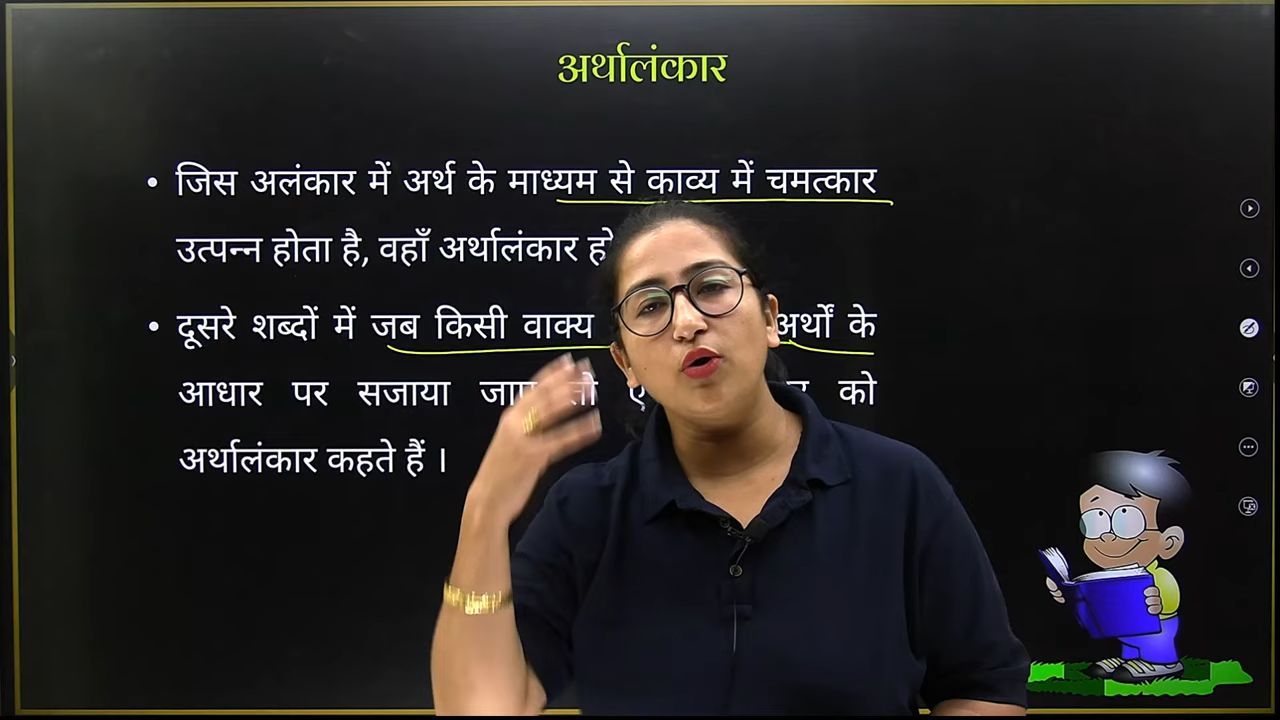 अर्थालंकार
• जिस अलंकार में अर्थ के माध्यम से काव्य में चमत्कार
उत्पन्न होता है, वहाँ अर्थालंकार
• दूसरे शब्दों में जब किसी वाक्य अर्थों के
आधार पर सजाया जाए तो को
अर्थालंकार कहते हैं ।